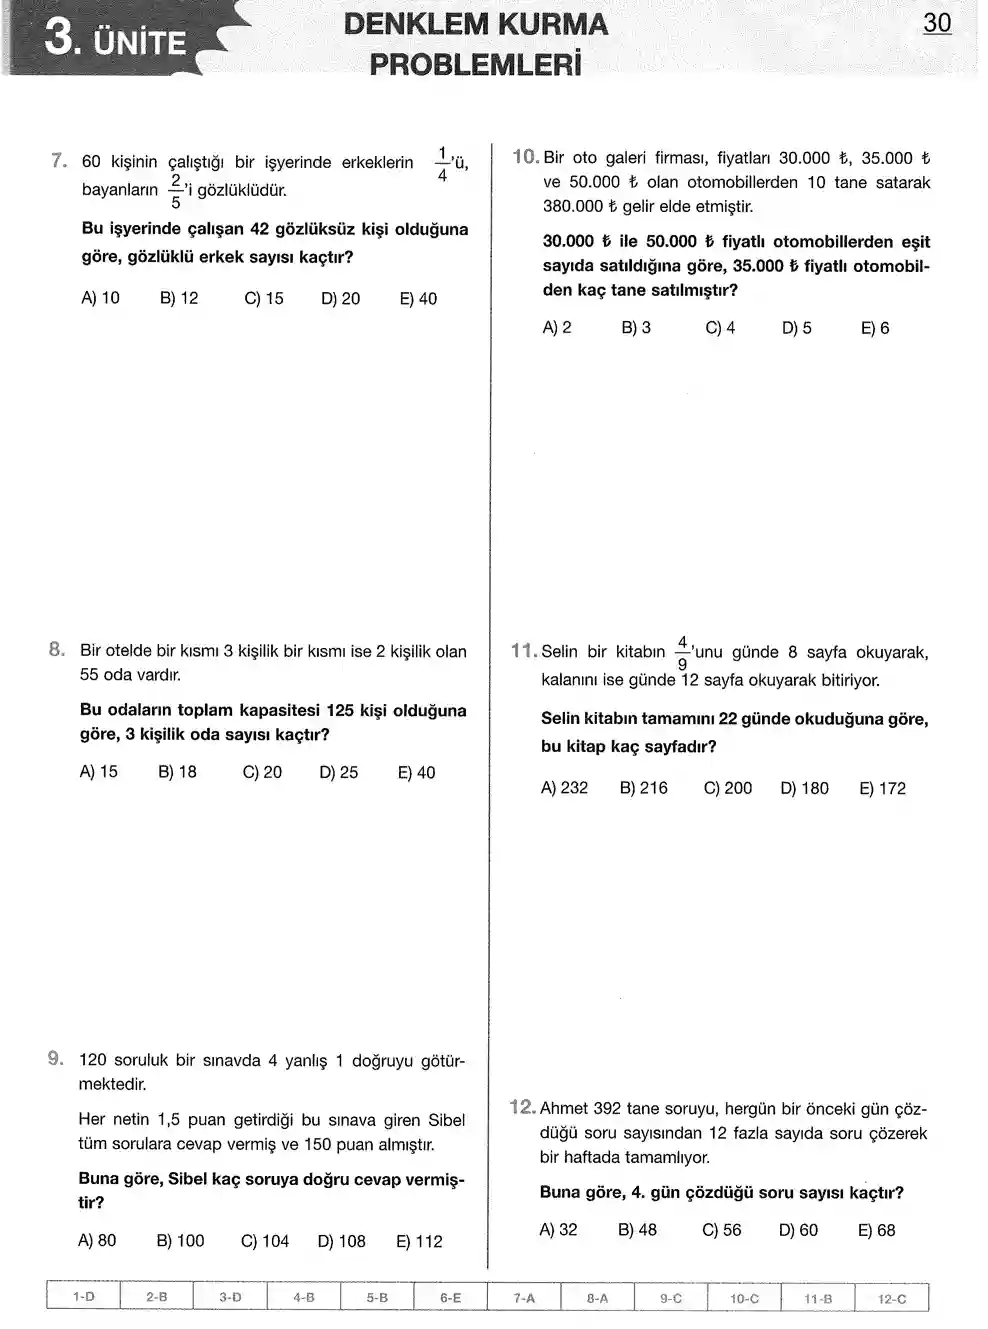 3. ÜNİTE
DENKLEM KURMA
PROBLEMLERİ
30
7. 60 kişinin çalıştığı bir işyerinde erkeklerin 1/4'ü,
bayanların 2/5'i gözlüklüdür.
Bu işyerinde çalışan 42 gözlüksüz kişi olduğuna
göre, gözlüklü erkek sayısı kaçtır?
A) 10 B) 12 C) 15 D) 20 E) 40
8. Bir otelde bir kısmı 3 kişilik bir kısmı ise 2 kişilik olan
55 oda vardır.
Bu odaların toplam kapasitesi 125 kişi olduğuna
göre, 3 kişilik oda sayısı kaçtır?
A) 15 B) 18 C) 20 D) 25 E) 40
9. 120 soruluk bir sınavda 4 yanlış 1 doğruyu götür-
mektedir.
Her netin 1,5 puan getirdiği bu sınava giren Sibel
tüm sorulara cevap vermiş ve 150 puan almıştır.
Buna göre, Sibel kaç soruya doğru cevap vermiş-
tir?
A) 80 B) 100 C) 104 D) 108 E) 112
10. Bir oto galeri firması, fiyatları 30.000 ₺, 35.000 ₺
ve 50.000 ₺ olan otomobillerden 10 tane satarak
380.000 ₺ gelir elde etmiştir.
30.000 ₺ ile 50.000 ₺ fiyatlı otomobillerden eşit
sayıda satıldığına göre, 35.000 ₺ fiyatlı otomobil-
den kaç tane satılmıştır?
A) 2 B) 3 C) 4 D) 5 E) 6
11. Selin bir kitabın 4/9'unu günde 8 sayfa okuyarak,
kalanını ise günde 12 sayfa okuyarak bitiriyor.
Selin kitabın tamamını 22 günde okuduğuna göre,
bu kitap kaç sayfadır?
A) 232 B) 216 C) 200 D) 180 E) 172
12. Ahmet 392 tane soruyu, hergün bir önceki gün çöz-
düğü soru sayısından 12 fazla sayıda soru çözerek
bir haftada tamamlıyor.
Buna göre, 4. gün çözdüğü soru sayısı kaçtır?
A) 32 B) 48 C) 56 D) 60 E) 68
1-D 2-B 3-D 4-B 5-B 6-E 7-A 8-A 9-C 10-C 11-B 12-C